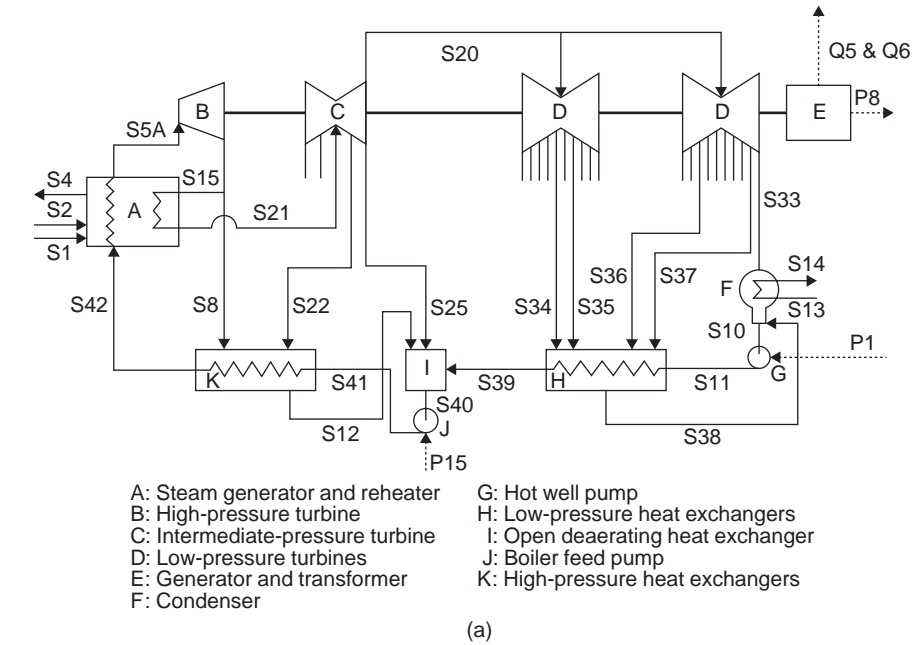 S20
Q5 & Q6
B
C
D
D
E
P8
S5A
S4
S15
S2
A
S21
S1
S33
S42
S8
S22
S25
S34
S35
S36
S37
F
S14
S13
S10
P1
K
S41
I
S39
H
S11
G
S12
S40
J
S38
P15
A: Steam generator and reheater
B: High-pressure turbine
C: Intermediate-pressure turbine
D: Low-pressure turbines
E: Generator and transformer
F: Condenser
G: Hot well pump
H: Low-pressure heat exchangers
I: Open deaerating heat exchanger
J: Boiler feed pump
K: High-pressure heat exchangers
(a)